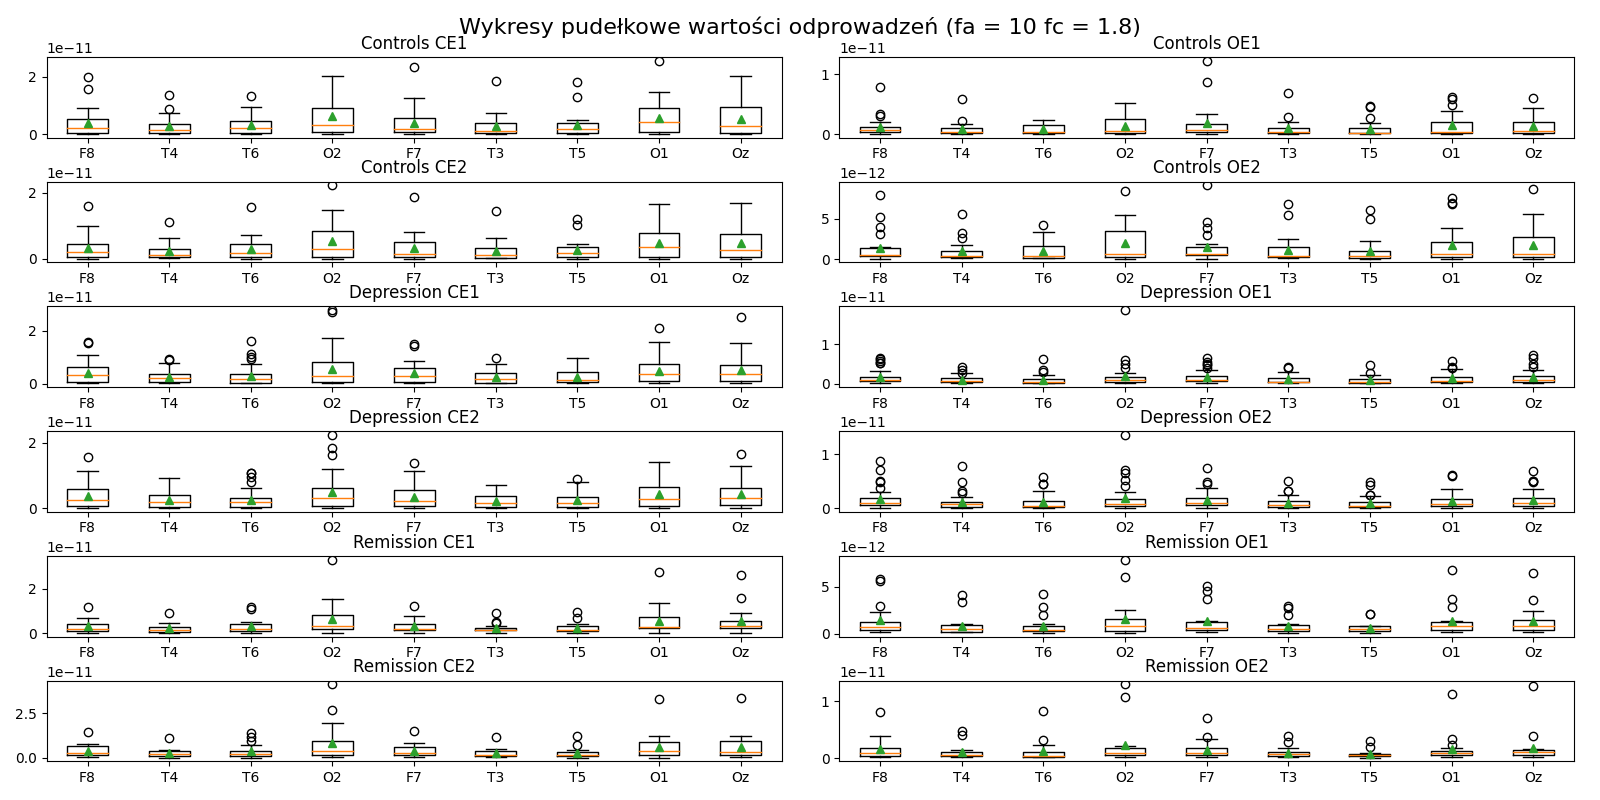 Wykresy pudełkowe wartości odprowadzeń (fa = 10 fc = 1.8)
Controls CE1
1e−11
2
0
F8 T4 T6 O2 F7 T3 T5 O1 Oz
Controls OE1
1e−11
1
0
F8 T4 T6 O2 F7 T3 T5 O1 Oz
Controls CE2
1e−11
2
0
F8 T4 T6 O2 F7 T3 T5 O1 Oz
Controls OE2
1e−12
5
0
F8 T4 T6 O2 F7 T3 T5 O1 Oz
Depression CE1
1e−11
2
0
F8 T4 T6 O2 F7 T3 T5 O1 Oz
Depression OE1
1e−11
1
0
F8 T4 T6 O2 F7 T3 T5 O1 Oz
Depression CE2
1e−11
2
0
F8 T4 T6 O2 F7 T3 T5 O1 Oz
Depression OE2
1e−11
1
0
F8 T4 T6 O2 F7 T3 T5 O1 Oz
Remission CE1
1e−11
2
0
F8 T4 T6 O2 F7 T3 T5 O1 Oz
Remission OE1
1e−12
5
0
F8 T4 T6 O2 F7 T3 T5 O1 Oz
Remission CE2
1e−11
2.5
0.0
F8 T4 T6 O2 F7 T3 T5 O1 Oz
Remission OE2
1e−11
1
0
F8 T4 T6 O2 F7 T3 T5 O1 Oz